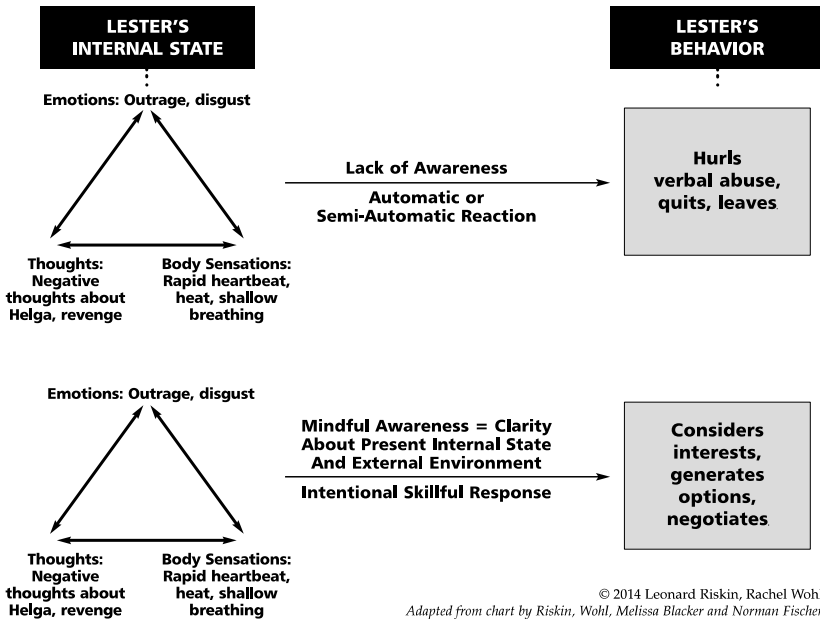 LESTER'S
INTERNAL STATE
LESTER'S
BEHAVIOR
Emotions: Outrage, disgust
Lack of Awareness
Automatic or
Semi-Automatic Reaction
Hurls
verbal abuse,
quits, leaves.
Thoughts:
Negative
thoughts about
Helga, revenge
Body Sensations:
Rapid heartbeat,
heat, shallow
breathing
Emotions: Outrage, disgust
Mindful Awareness = Clarity
About Present Internal State
And External Environment
Intentional Skillful Response
Considers
interests,
generates
options,
negotiates.
Thoughts:
Negative
thoughts about
Helga, revenge
Body Sensations:
Rapid heartbeat,
heat, shallow
breathing
© 2014 Leonard Riskin, Rachel Wohl
Adapted from chart by Riskin, Wohl, Melissa Blacker and Norman Fischer